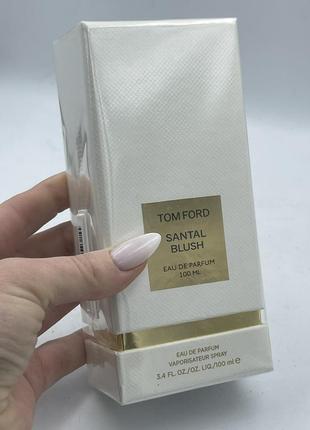 TOM FORD
SANTAL
BLUSH
EAU DE PARFUM
100 ML
EAU DE PARFUM
VAPORISATEUR SPRAY
3.4 FL. OZ./OZ. LIQ./100 ml ℮